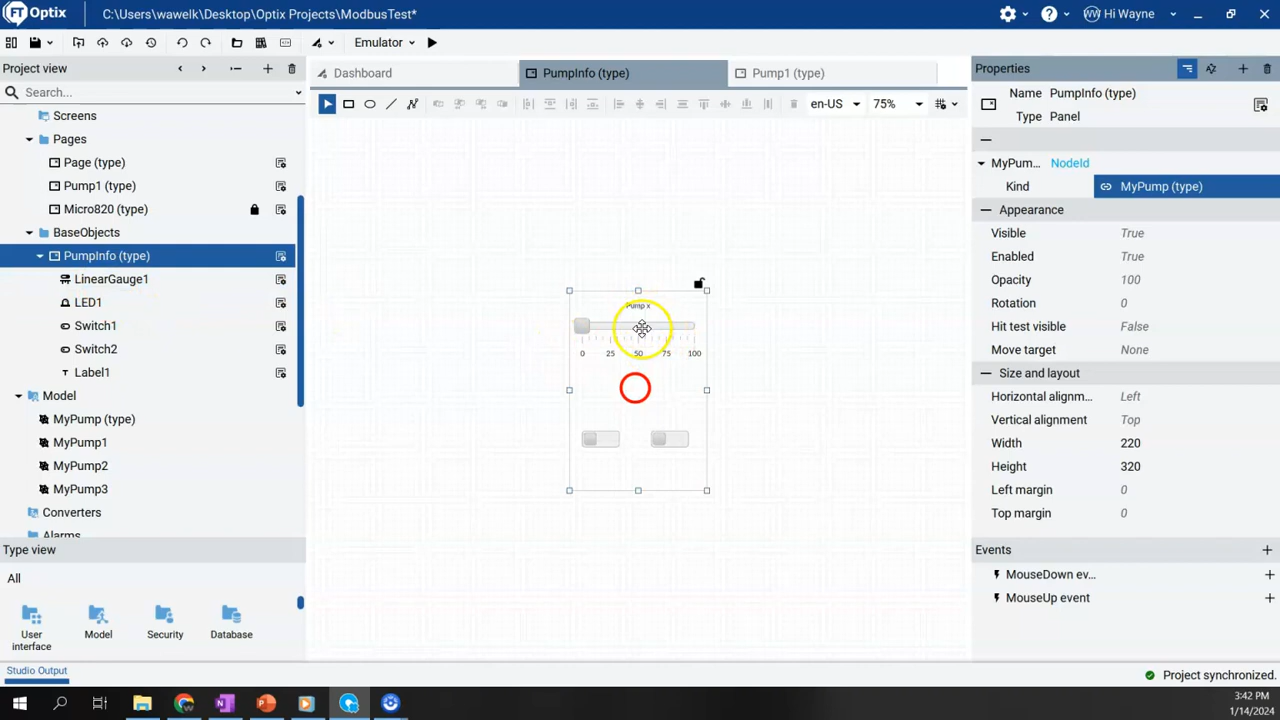 FT Optix
C:\Users\wawelk\Desktop\Optix Projects\ModbusTest*
WW Hi Wayne
Emulator
Project view
Search...
Screens
Pages
Page (type)
Pump1 (type)
Micro820 (type)
BaseObjects
PumpInfo (type)
LinearGauge1
LED1
Switch1
Switch2
T Label1
Model
MyPump (type)
MyPump1
MyPump2
MyPump3
Converters
Alarms
Type view
All
User interface
Model
Security
Database
Studio Output
Dashboard
PumpInfo (type)
Pump1 (type)
en-US
75%
Pump x
0 25 50 75 100
Properties
Name PumpInfo (type)
Type Panel
MyPum... NodeId
Kind MyPump (type)
Appearance
Visible True
Enabled True
Opacity 100
Rotation 0
Hit test visible False
Move target None
Size and layout
Horizontal alignm... Left
Vertical alignment Top
Width 220
Height 320
Left margin 0
Top margin 0
Events
MouseDown ev...
MouseUp event
Project synchronized.
3:42 PM
1/14/2024